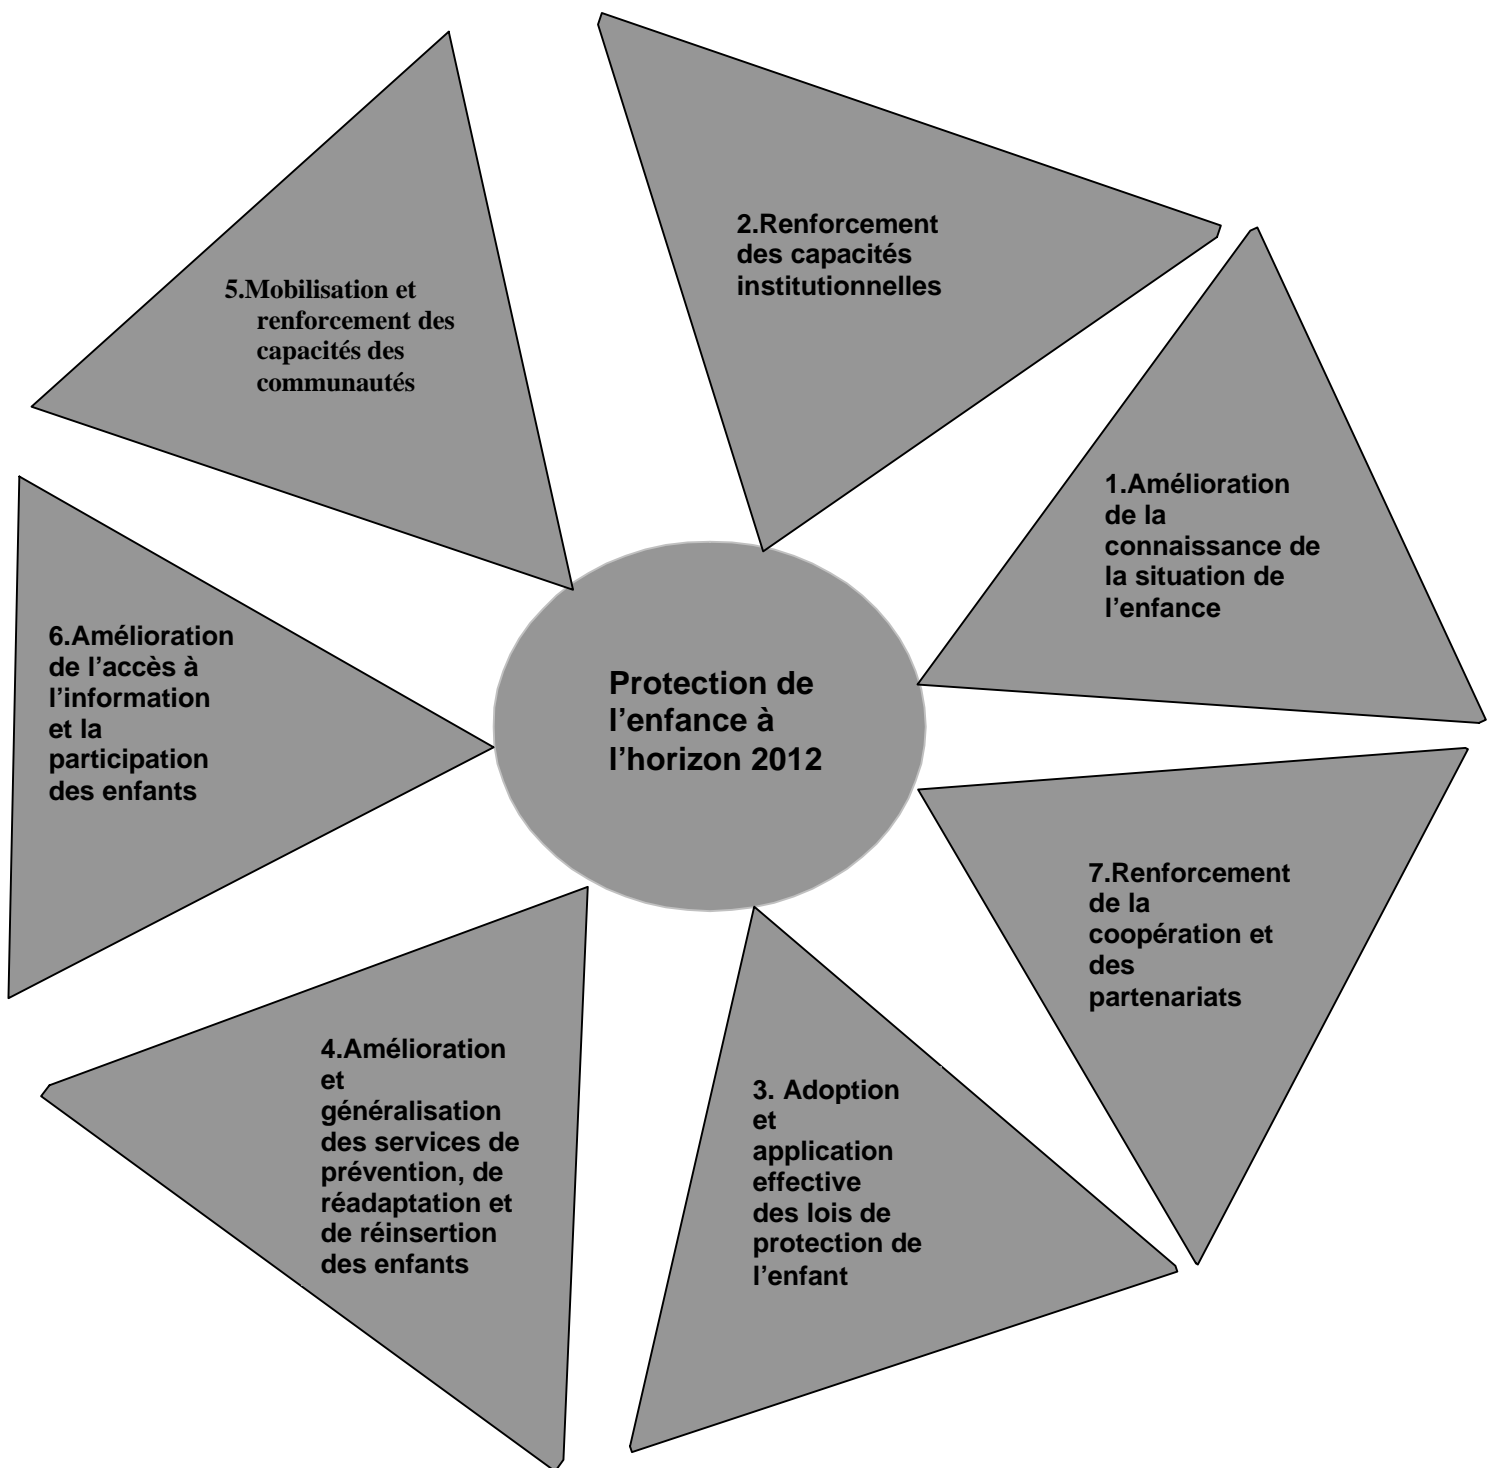 2.Renforcement
des capacités
institutionnelles
5.Mobilisation et
renforcement des
capacités des
communautés
1.Amélioration
de la
connaissance de
la situation de
l’enfance
6.Amélioration
de l’accès à
l’information
et la
participation
des enfants
Protection de
l’enfance à
l’horizon 2012
7.Renforcement
de la
coopération et
des
partenariats
4.Amélioration
et
généralisation
des services de
prévention, de
réadaptation et
de réinsertion
des enfants
3. Adoption
et
application
effective
des lois de
protection de
l’enfant